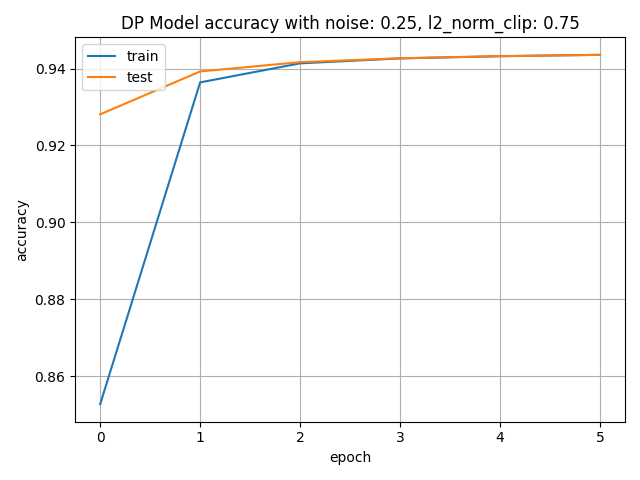 DP Model accuracy with noise: 0.25, l2_norm_clip: 0.75
train
test
accuracy
0.94
0.92
0.90
0.88
0.86
0 1 2 3 4 5
epoch